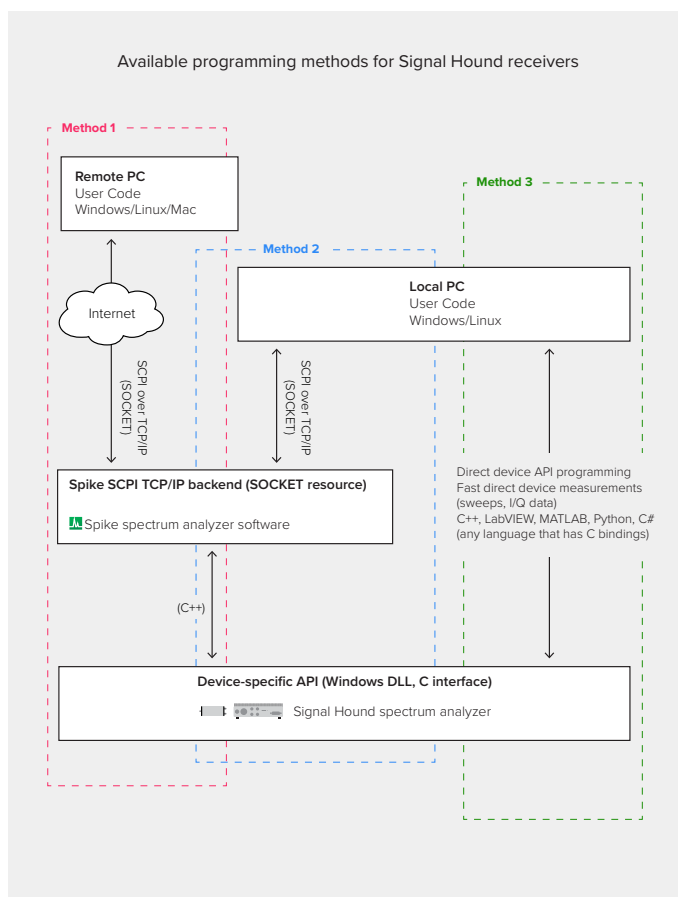 Available programming methods for Signal Hound receivers
Method 1
Remote PC
User Code
Windows/Linux/Mac
Method 3
Method 2
Local PC
User Code
Windows/Linux
Internet
SCPI over TCP/IP
(SOCKET)
SCPI over TCP/IP
(SOCKET)
Direct device API programming
Fast direct device measurements
(sweeps, I/Q data)
C++, LabVIEW, MATLAB, Python, C#
(any language that has C bindings)
Spike SCPI TCP/IP backend (SOCKET resource)
Spike spectrum analyzer software
(C++)
Device-specific API (Windows DLL, C interface)
Signal Hound spectrum analyzer